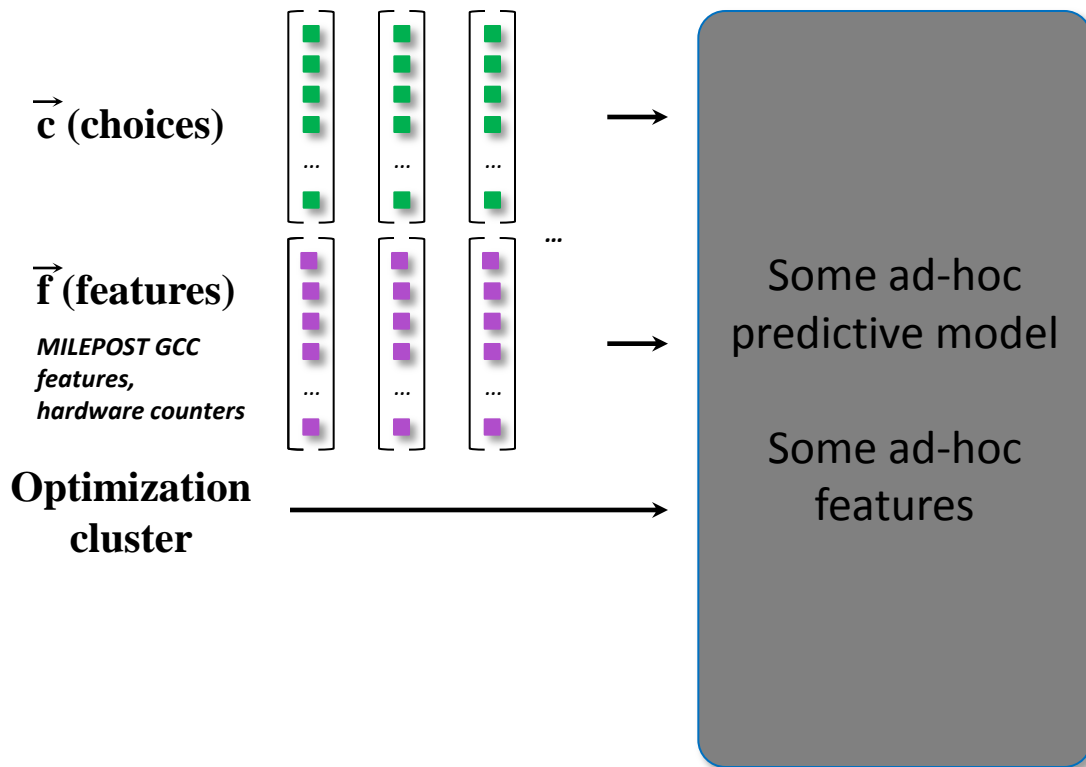 c (choices)
...
...
...
...
f (features)
MILEPOST GCC
features,
hardware counters
...
...
...
Optimization
cluster
Some ad-hoc
predictive model
Some ad-hoc
features